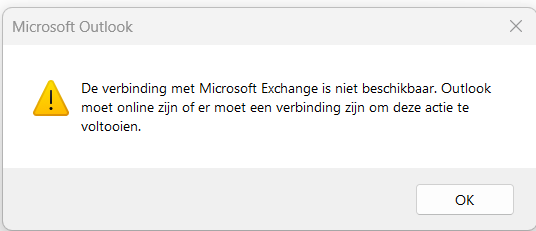 Microsoft Outlook
De verbinding met Microsoft Exchange is niet beschikbaar. Outlook
moet online zijn of er moet een verbinding zijn om deze actie te
voltooien.
OK